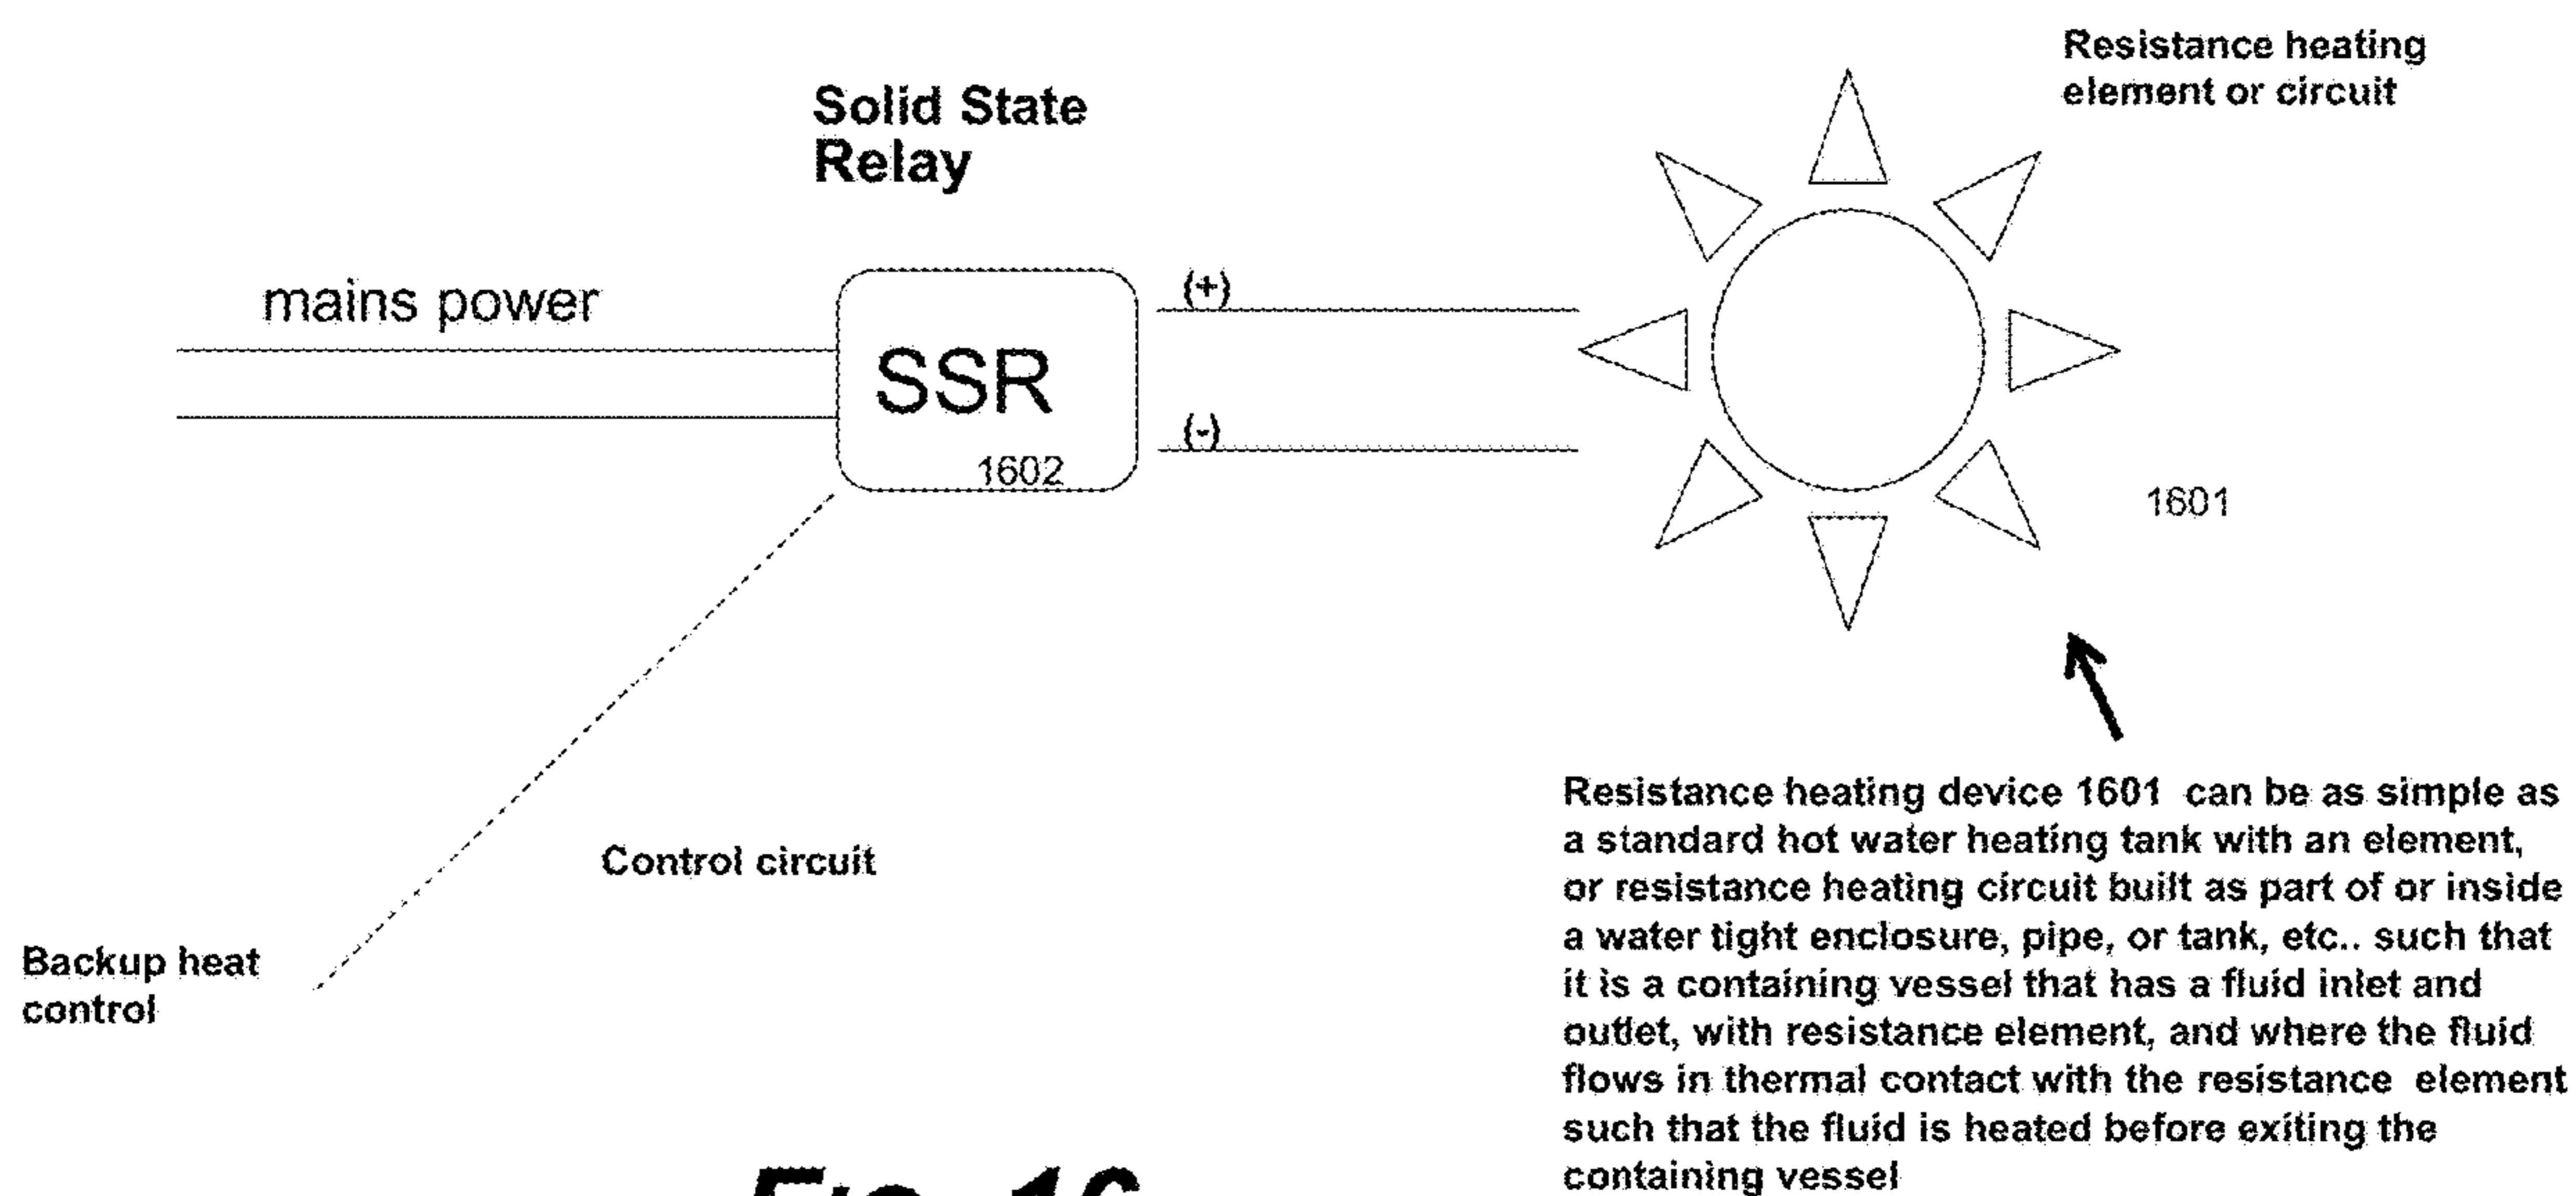 Resistance heating
element or circuit
Solid State
Relay
mains power
SSR
1602
(+)
(-)
1601
Control circuit
Backup heat
control
Resistance heating device 1601 can be as simple as
a standard hot water heating tank with an element,
or resistance heating circuit built as part of or inside
a water tight enclosure, pipe, or tank, etc.. such that
it is a containing vessel that has a fluid inlet and
outlet, with resistance element, and where the fluid
flows in thermal contact with the resistance element
such that the fluid is heated before exiting the
containing vessel
FIG. 16